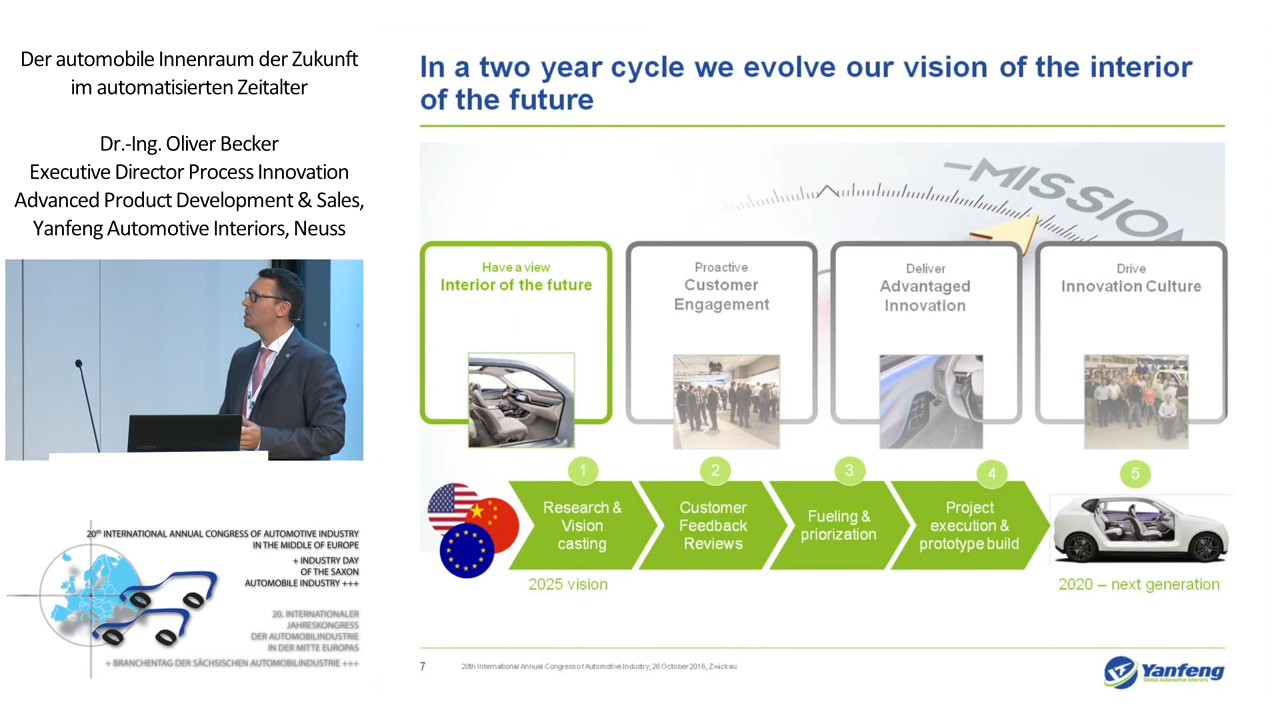 Der automobile Innenraum der Zukunft
im automatisierten Zeitalter
Dr.-Ing. Oliver Becker
Executive Director Process Innovation
Advanced Product Development & Sales,
Yanfeng Automotive Interiors, Neuss
20th INTERNATIONAL ANNUAL CONGRESS OF AUTOMOTIVE INDUSTRY
IN THE MIDDLE OF EUROPE
+ INDUSTRY DAY
OF THE SAXON
AUTOMOBILE INDUSTRY +++
20. INTERNATIONALER
JAHRESKONGRESS
DER AUTOMOBILINDUSTRIE
IN DER MITTE EUROPAS
+ BRANCHENTAG DER SÄCHSISCHEN AUTOMOBILINDUSTRIE +++
In a two year cycle we evolve our vision of the interior
of the future
MISSION
Have a view
Interior of the future
Proactive
Customer
Engagement
Deliver
Advantaged
Innovation
Drive
Innovation Culture
1
2
3
4
5
Research &
Vision
casting
Customer
Feedback
Reviews
Fueling &
priorization
Project
execution &
prototype build
2025 vision
2020 – next generation
7
20th International Annual Congress of Automotive Industry, 26 October 2016, Zwickau
Yanfeng
Global Automotive Interiors